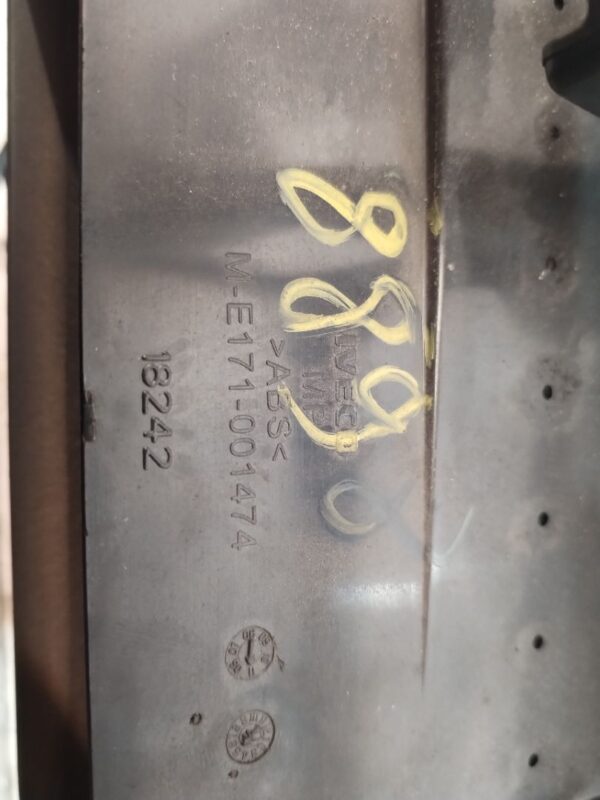 889
IVECO
>ABS<
M-E171-001474
18242